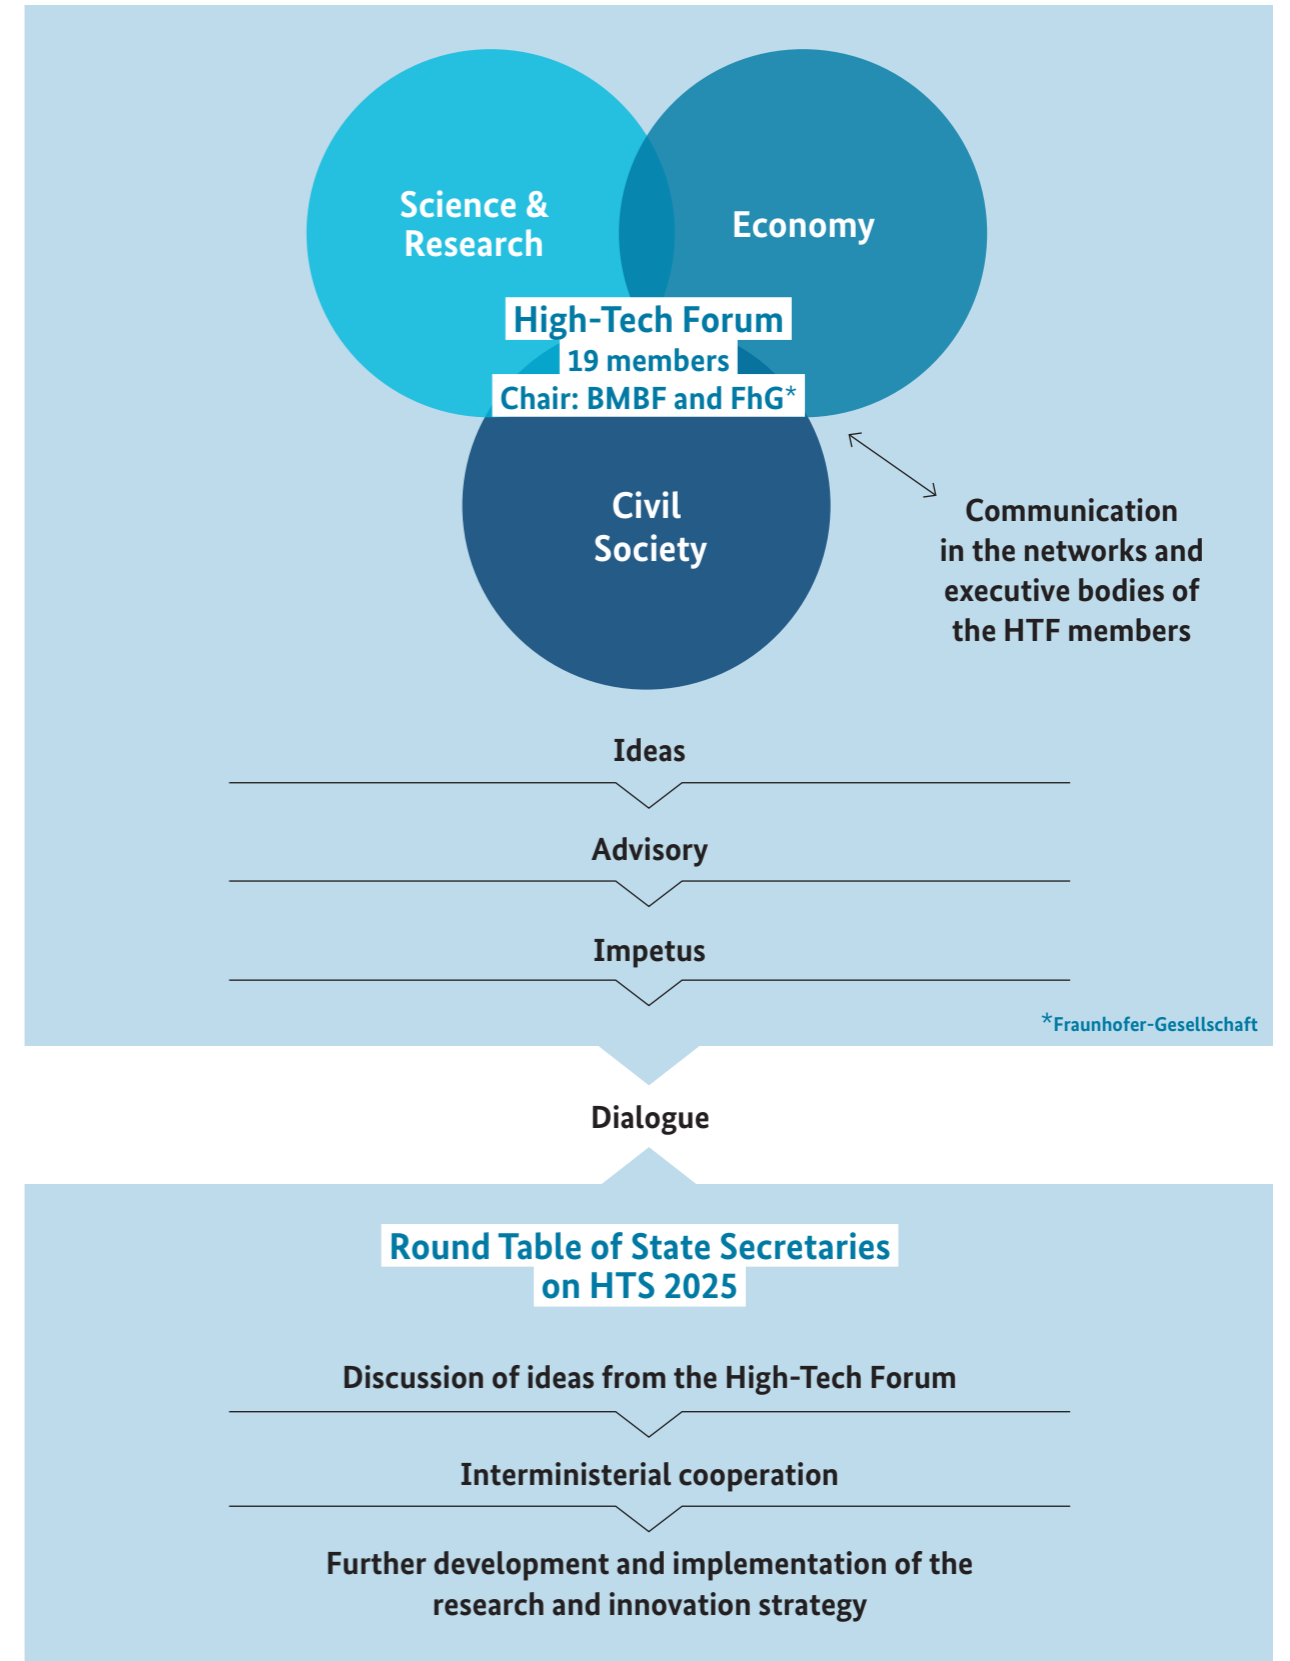 Science &
Research
Economy
High-Tech Forum
19 members
Chair: BMBF and FhG*
Civil
Society
Communication
in the networks and
executive bodies of
the HTF members
Ideas
Advisory
Impetus
*Fraunhofer-Gesellschaft
Dialogue
Round Table of State Secretaries
on HTS 2025
Discussion of ideas from the High-Tech Forum
Interministerial cooperation
Further development and implementation of the
research and innovation strategy